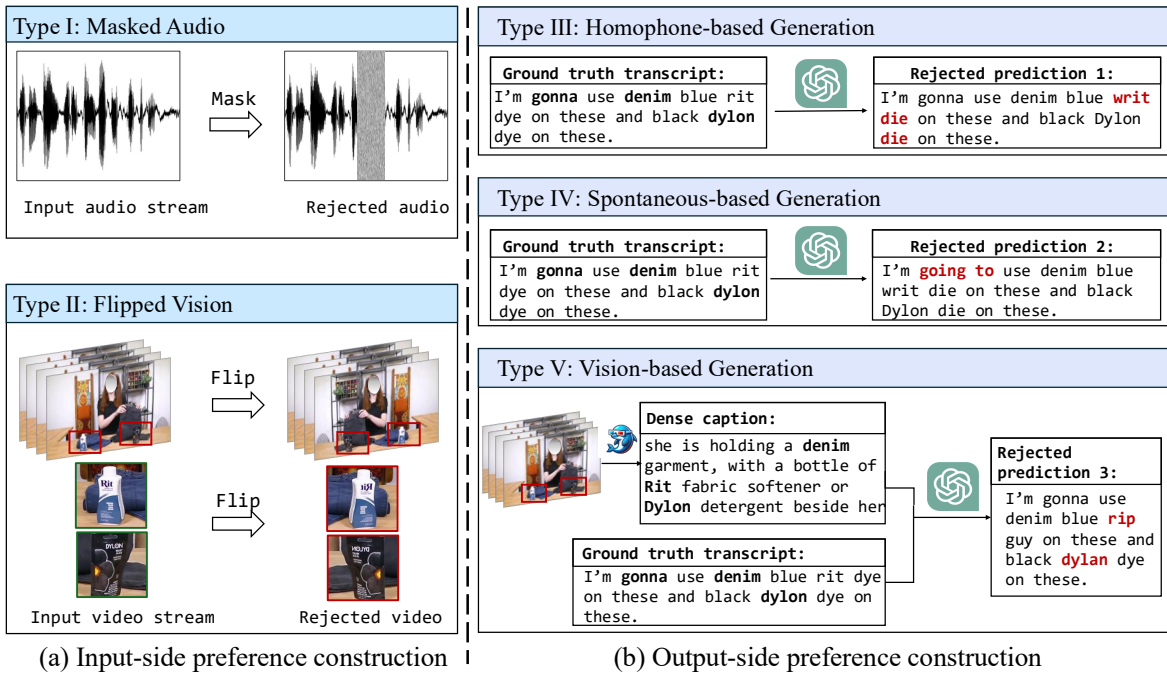 Type I: Masked Audio
Mask
Input audio stream
Rejected audio
Type II: Flipped Vision
Flip
Flip
Rit
DYLON
Input video stream
Rejected video
(a) Input-side preference construction
Type III: Homophone-based Generation
Ground truth transcript:
I'm gonna use denim blue rit
dye on these and black dylon
dye on these.
Rejected prediction 1:
I'm gonna use denim blue writ
die on these and black Dylon
die on these.
Type IV: Spontaneous-based Generation
Ground truth transcript:
I'm gonna use denim blue rit
dye on these and black dylon
dye on these.
Rejected prediction 2:
I'm going to use denim blue
writ die on these and black
Dylon die on these.
Type V: Vision-based Generation
Dense caption:
she is holding a denim
garment, with a bottle of
Rit fabric softener or
Dylon detergent beside her
Ground truth transcript:
I'm gonna use denim blue rit dye
on these and black dylon dye on
these.
Rejected
prediction 3:
I'm gonna use
denim blue rip
guy on these and
black dylan dye
on these.
(b) Output-side preference construction